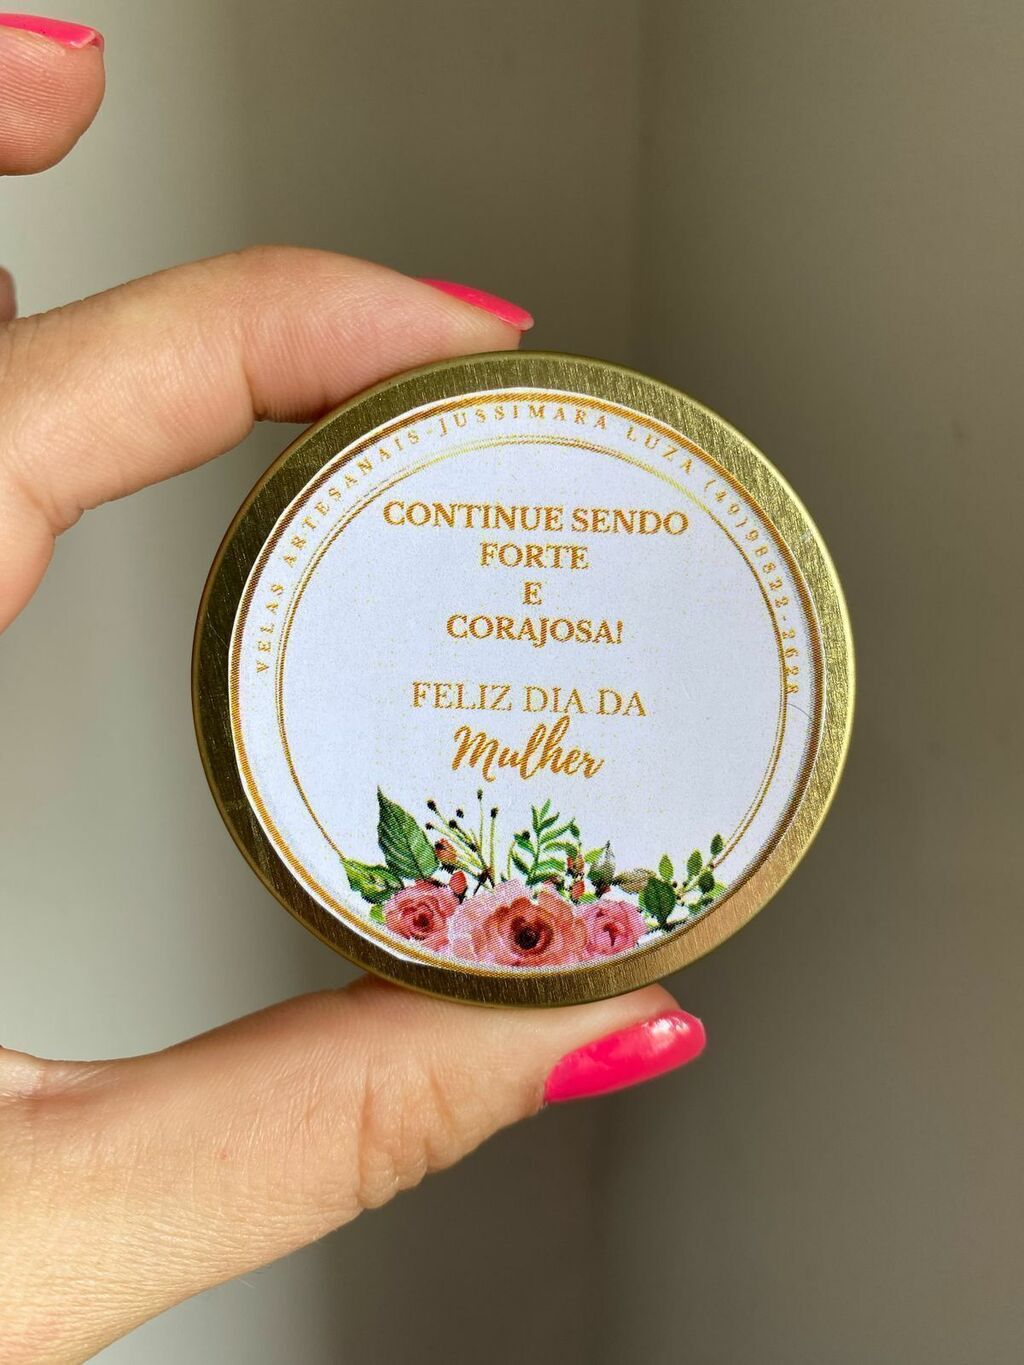 VELAS ARTESANAIS-JUSSIMARA LUZA (49)98822-2628
CONTINUE SENDO
FORTE
E
CORAJOSA!
FELIZ DIA DA
Mulher